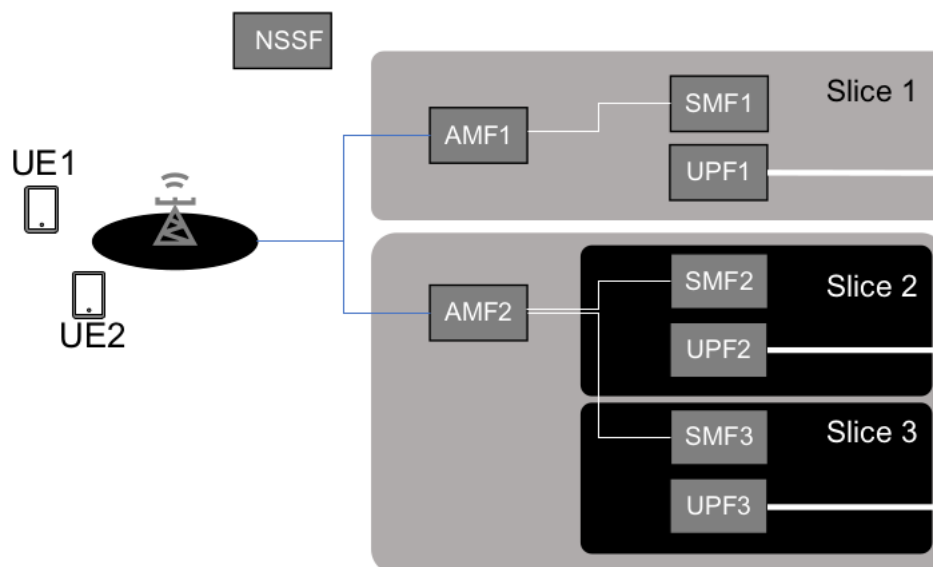 NSSF
Slice 1
SMF1
AMF1
UPF1
UE1
Slice 2
SMF2
AMF2
UE2
UPF2
Slice 3
SMF3
UPF3